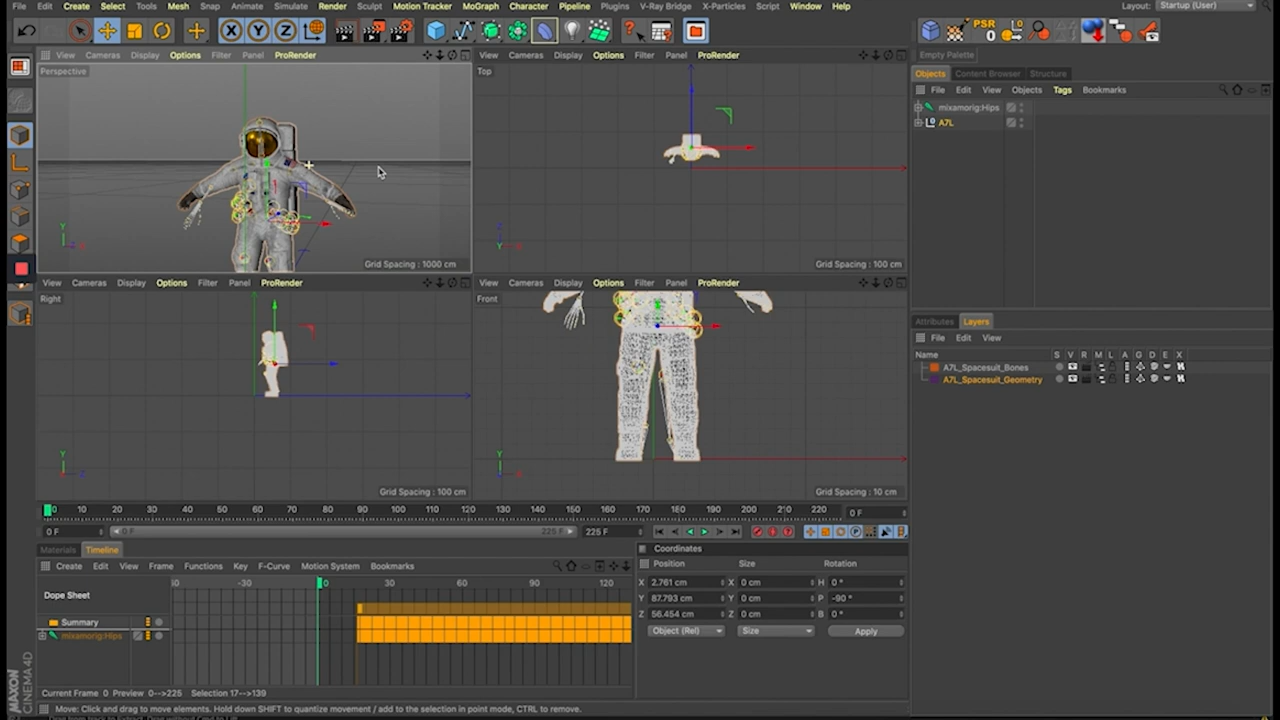 File Edit Create Select Tools Mesh Snap Animate Simulate Render Sculpt Motion Tracker MoGraph Character Pipeline Plugins V-Ray Bridge X-Particles Script Window Help Layout: Startup (User)
X Y Z PSR
View Cameras Display Options Filter Panel ProRender
Perspective
Grid Spacing : 1000 cm
View Cameras Display Options Filter Panel ProRender
Top
Grid Spacing : 100 cm
View Cameras Display Options Filter Panel ProRender
Right
Grid Spacing : 100 cm
View Cameras Display Options Filter Panel ProRender
Front
Grid Spacing : 10 cm
Empty Palette
Objects Content Browser Structure
File Edit View Objects Tags Bookmarks
mixamorig:Hips
A7L
Attributes Layers
File Edit View
Name S V R M L A G D E X
A7L_Spacesuit_Bones
A7L_Spacesuit_Geometry
0 10 20 30 40 50 60 70 80 90 100 110 120 130 140 150 160 170 180 190 200 210 220 0 F
0 F 0 F 225 F 225 F
Materials Timeline
Create Edit View Frame Functions Key F-Curve Motion System Bookmarks
-30 0 30 60 90 120
Dope Sheet
Summary
mixamorig:Hips
Current Frame 0 Preview 0-->225 Selection 17-->139
Coordinates
Position Size Rotation
X 2.761 cm X 0 cm H 0 °
Y 87.793 cm Y 0 cm P -90 °
Z 56.454 cm Z 0 cm B 0 °
Object (Rel) Size Apply
MAXON
CINEMA 4D
Move: Click and drag to move elements. Hold down SHIFT to quantize movement / add to the selection in point mode, CTRL to remove.